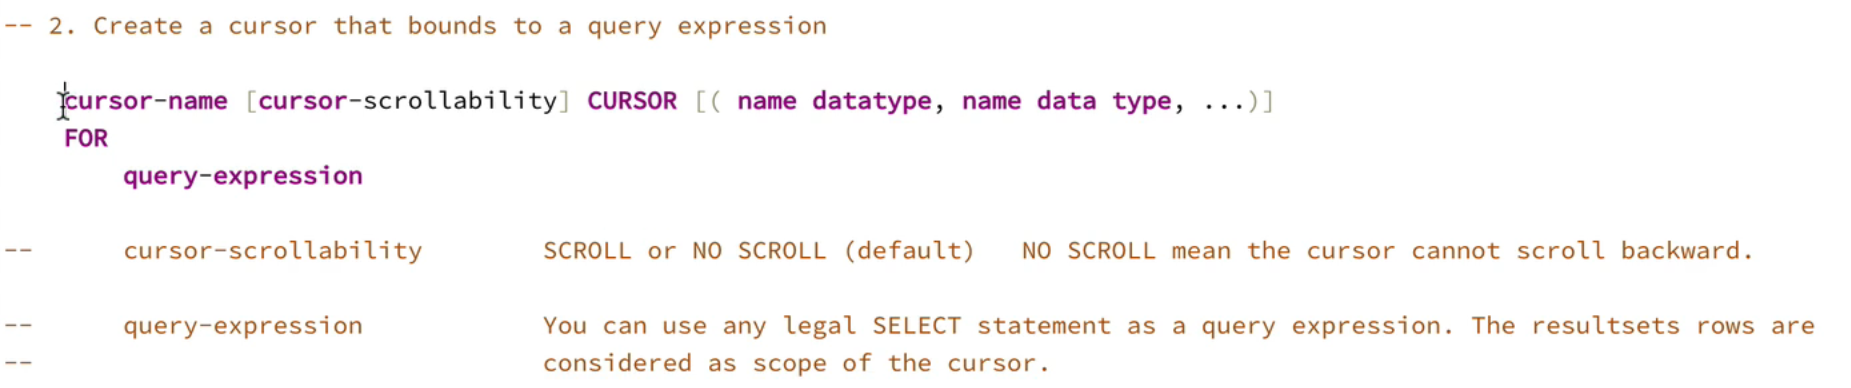 -- 2. Create a cursor that bounds to a query expression
cursor-name [cursor-scrollability] CURSOR [( name datatype, name data type, ...)]
FOR
query-expression
-- cursor-scrollability SCROLL or NO SCROLL (default) NO SCROLL mean the cursor cannot scroll backward.
-- query-expression You can use any legal SELECT statement as a query expression. The resultsets rows are
-- considered as scope of the cursor.